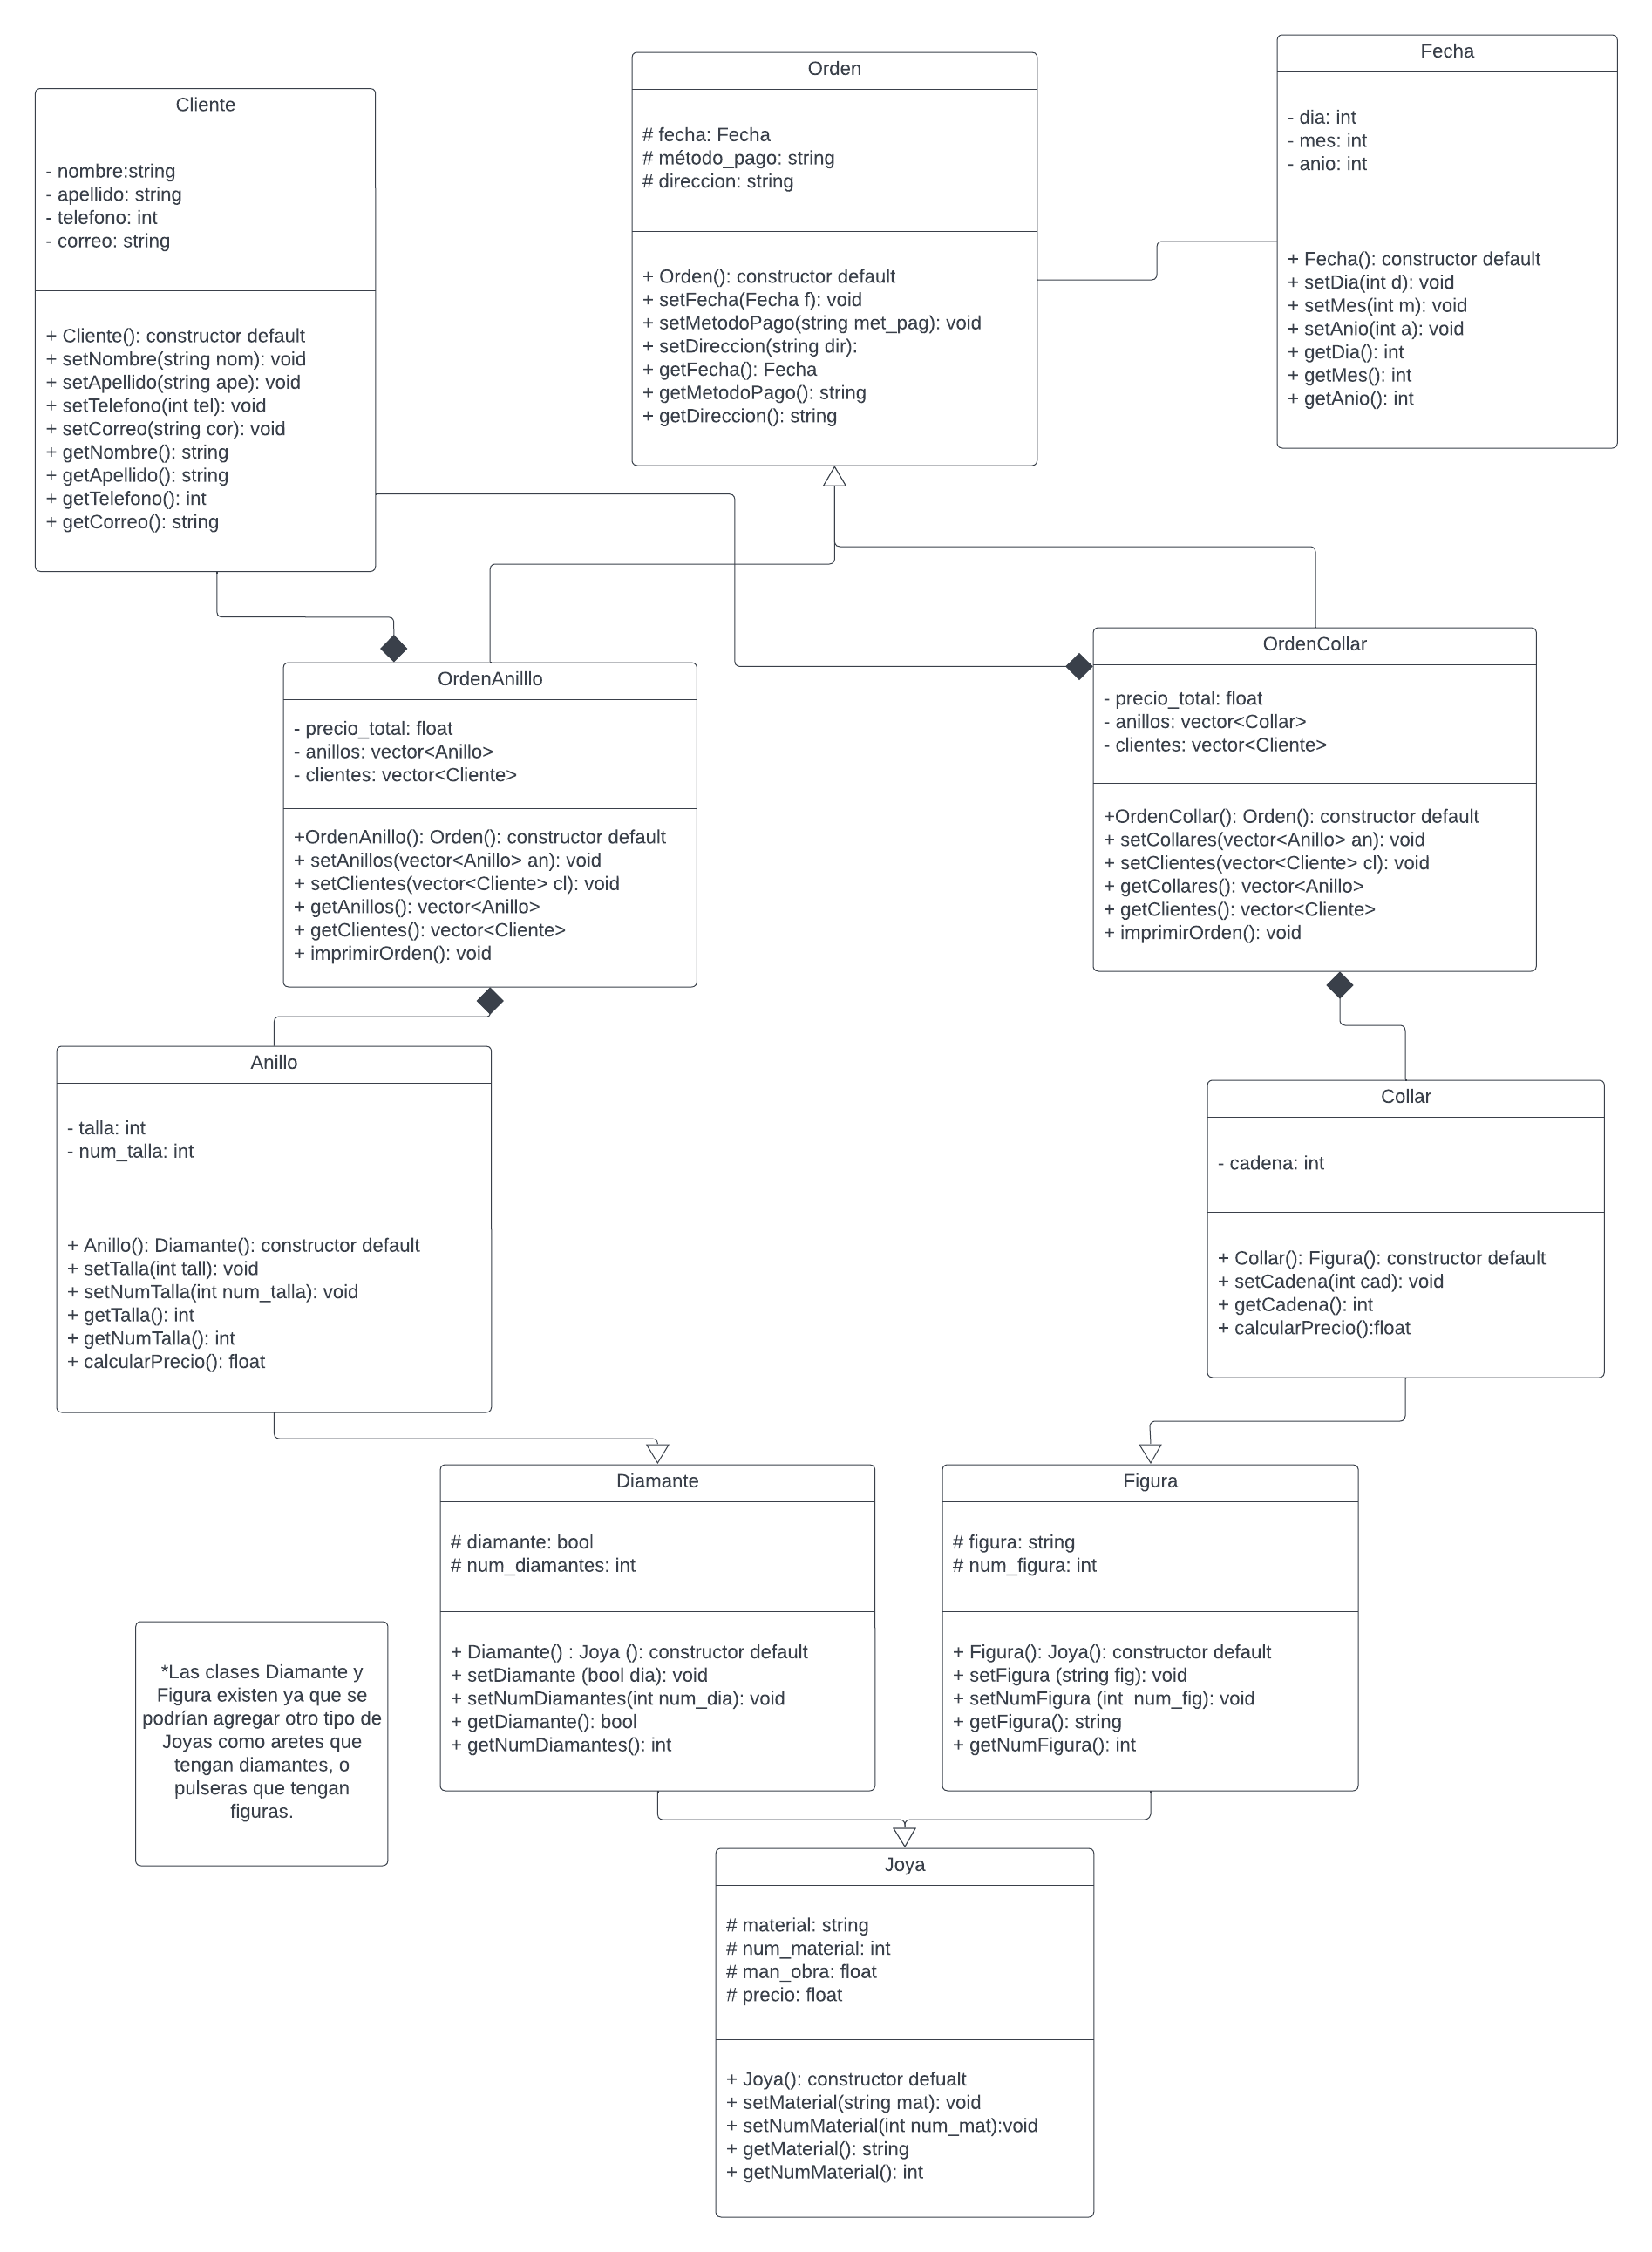 Cliente
- nombre:string
- apellido: string
- telefono: int
- correo: string
+ Cliente(): constructor default
+ setNombre(string nom): void
+ setApellido(string ape): void
+ setTelefono(int tel): void
+ setCorreo(string cor): void
+ getNombre(): string
+ getApellido(): string
+ getTelefono(): int
+ getCorreo(): string
Orden
# fecha: Fecha
# método_pago: string
# direccion: string
+ Orden(): constructor default
+ setFecha(Fecha f): void
+ setMetodoPago(string met_pag): void
+ setDireccion(string dir):
+ getFecha(): Fecha
+ getMetodoPago(): string
+ getDireccion(): string
Fecha
- dia: int
- mes: int
- anio: int
+ Fecha(): constructor default
+ setDia(int d): void
+ setMes(int m): void
+ setAnio(int a): void
+ getDia(): int
+ getMes(): int
+ getAnio(): int
OrdenAnilllo
- precio_total: float
- anillos: vector<Anillo>
- clientes: vector<Cliente>
+OrdenAnillo(): Orden(): constructor default
+ setAnillos(vector<Anillo> an): void
+ setClientes(vector<Cliente> cl): void
+ getAnillos(): vector<Anillo>
+ getClientes(): vector<Cliente>
+ imprimirOrden(): void
OrdenCollar
- precio_total: float
- anillos: vector<Collar>
- clientes: vector<Cliente>
+OrdenCollar(): Orden(): constructor default
+ setCollares(vector<Anillo> an): void
+ setClientes(vector<Cliente> cl): void
+ getCollares(): vector<Anillo>
+ getClientes(): vector<Cliente>
+ imprimirOrden(): void
Anillo
- talla: int
- num_talla: int
+ Anillo(): Diamante(): constructor default
+ setTalla(int tall): void
+ setNumTalla(int num_talla): void
+ getTalla(): int
+ getNumTalla(): int
+ calcularPrecio(): float
Collar
- cadena: int
+ Collar(): Figura(): constructor default
+ setCadena(int cad): void
+ getCadena(): int
+ calcularPrecio():float
Diamante
# diamante: bool
# num_diamantes: int
+ Diamante() : Joya (): constructor default
+ setDiamante (bool dia): void
+ setNumDiamantes(int num_dia): void
+ getDiamante(): bool
+ getNumDiamantes(): int
Figura
# figura: string
# num_figura: int
+ Figura(): Joya(): constructor default
+ setFigura (string fig): void
+ setNumFigura (int  num_fig): void
+ getFigura(): string
+ getNumFigura(): int
*Las clases Diamante y
Figura existen ya que se
podrían agregar otro tipo de
Joyas como aretes que
tengan diamantes, o
pulseras que tengan
figuras.
Joya
# material: string
# num_material: int
# man_obra: float
# precio: float
+ Joya(): constructor defualt
+ setMaterial(string mat): void
+ setNumMaterial(int num_mat):void
+ getMaterial(): string
+ getNumMaterial(): int